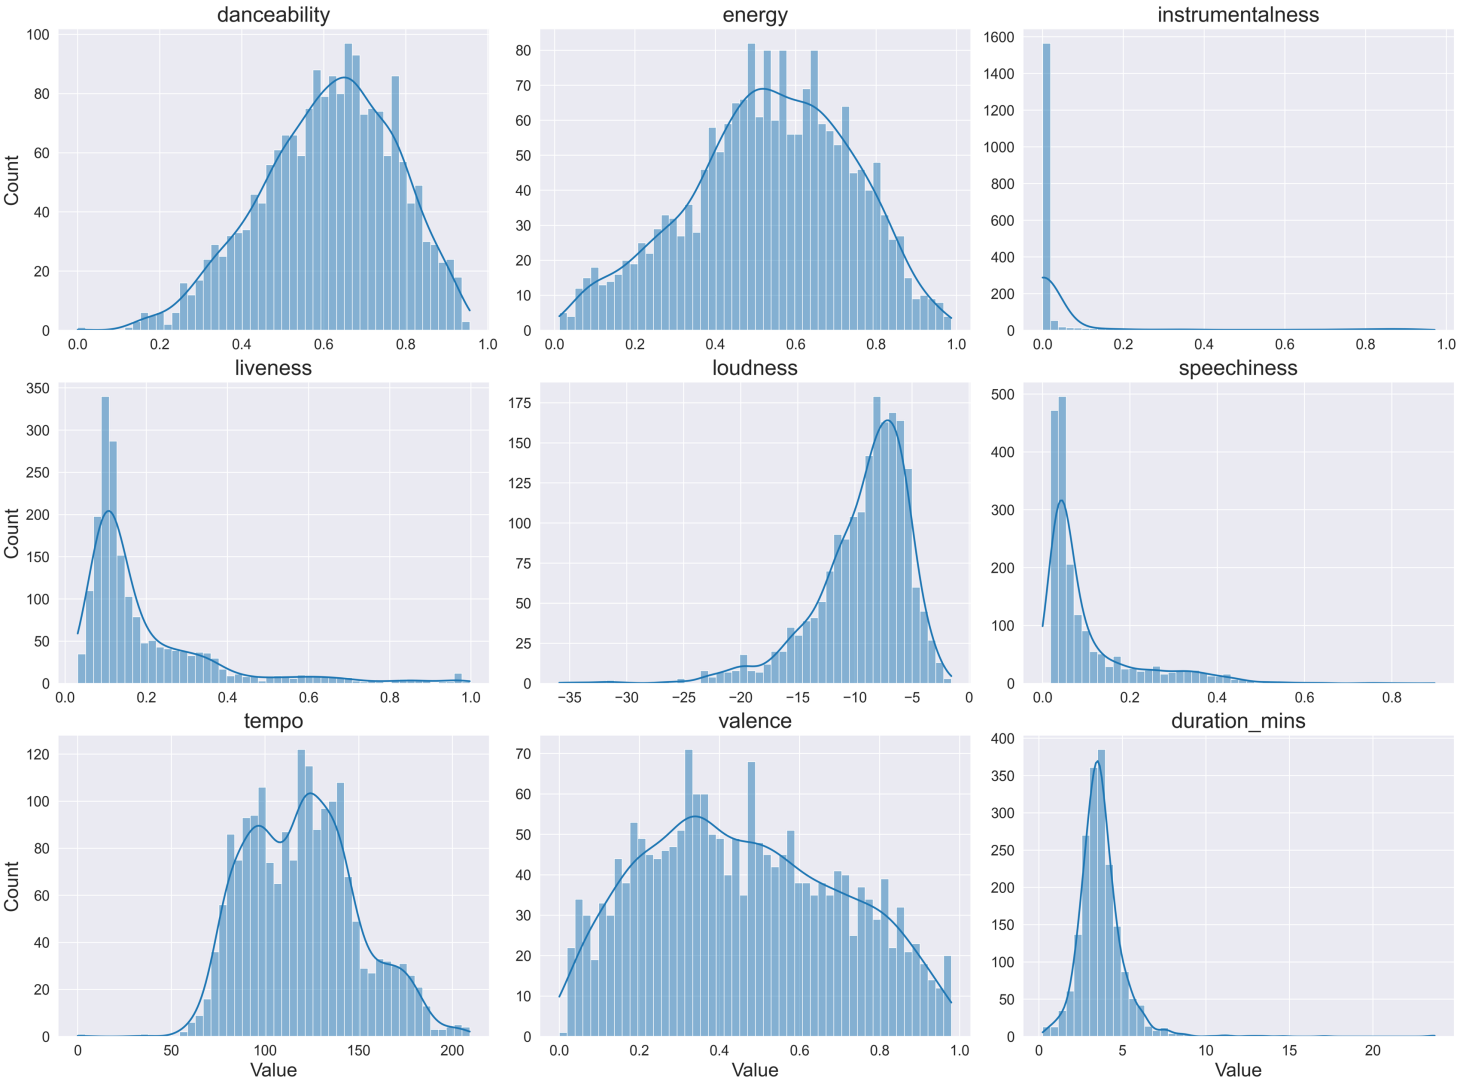 danceability
energy
instrumentalness
100
80
60
40
20
0
Count
0.0 0.2 0.4 0.6 0.8 1.0
80
70
60
50
40
30
20
10
0
0.0 0.2 0.4 0.6 0.8 1.0
1600
1400
1200
1000
800
600
400
200
0
0.0 0.2 0.4 0.6 0.8 1.0
liveness
loudness
speechiness
350
300
250
200
150
100
50
0
Count
0.0 0.2 0.4 0.6 0.8 1.0
175
150
125
100
75
50
25
0
−35 −30 −25 −20 −15 −10 −5 0
500
400
300
200
100
0
0.0 0.2 0.4 0.6 0.8
tempo
valence
duration_mins
120
100
80
60
40
20
0
Count
0 50 100 150 200
Value
70
60
50
40
30
20
10
0
0.0 0.2 0.4 0.6 0.8 1.0
Value
400
350
300
250
200
150
100
50
0
0 5 10 15 20
Value